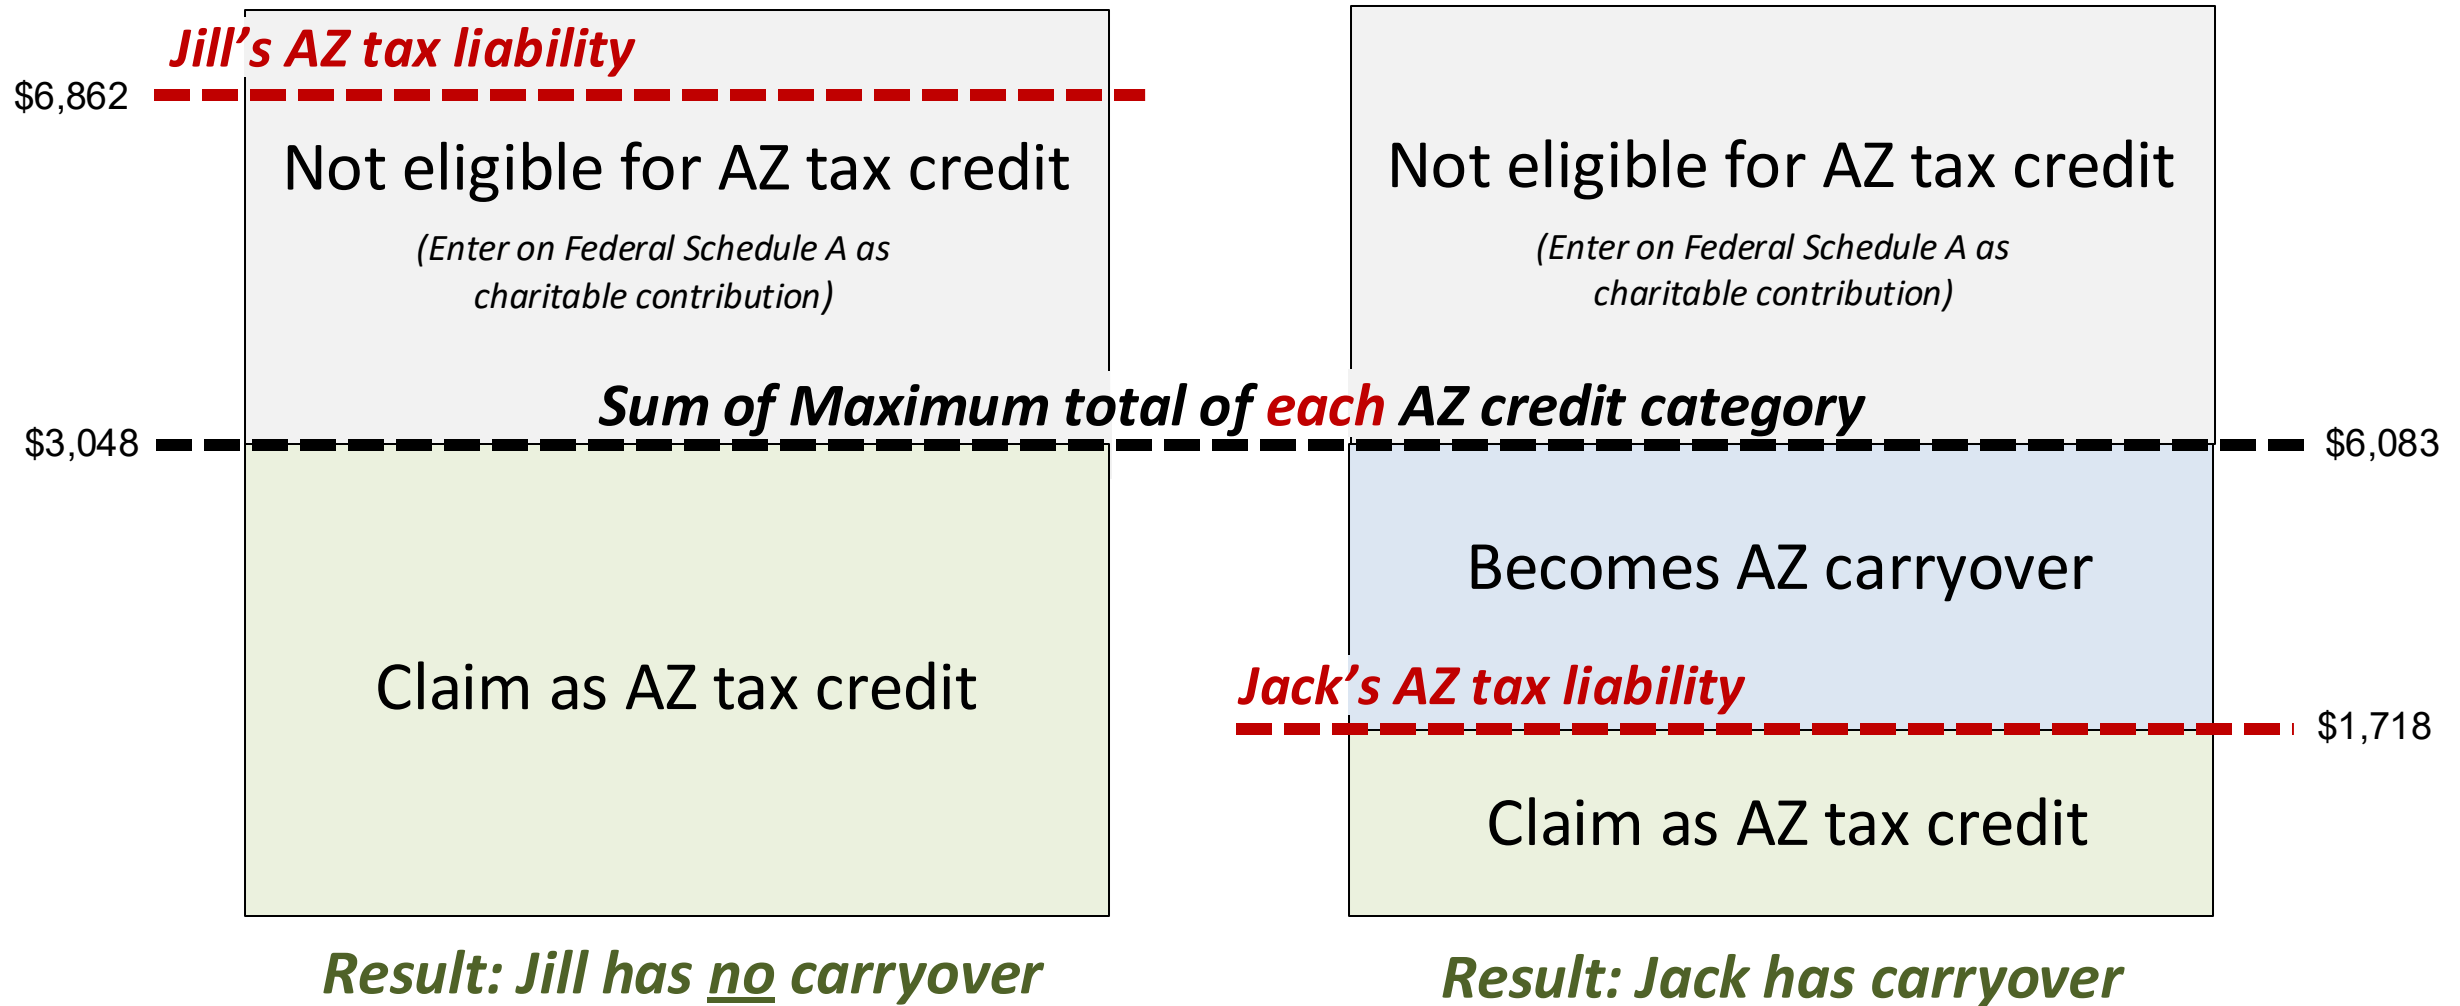 Jill’s AZ tax liability
$6,862
Not eligible for AZ tax credit
(Enter on Federal Schedule A as
charitable contribution)
Not eligible for AZ tax credit
(Enter on Federal Schedule A as
charitable contribution)
Sum of Maximum total of each AZ credit category
$3,048
$6,083
Claim as AZ tax credit
Becomes AZ carryover
Jack’s AZ tax liability
$1,718
Claim as AZ tax credit
Result: Jill has no carryover
Result: Jack has carryover